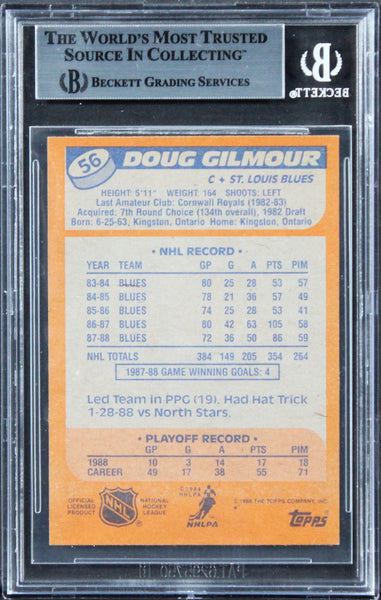 THE WORLD'S MOST TRUSTED
SOURCE IN COLLECTING™
BECKETT GRADING SERVICES
BECKETT
56
DOUG GILMOUR
C • ST. LOUIS BLUES
HEIGHT: 5'11" WEIGHT: 164 SHOOTS: LEFT
Last Amateur Club: Cornwall Royals (1982-83)
Acquired: 7th Round Choice (134th overall), 1982 Draft
Born: 6-25-63, Kingston, Ontario Home: Kingston, Ontario
• NHL RECORD •
YEAR TEAM GP G A PTS PIM
83-84 BLUES 80 25 28 53 57
84-85 BLUES 78 21 36 57 49
85-86 BLUES 74 25 28 53 41
86-87 BLUES 80 42 63 105 58
87-88 BLUES 72 36 50 86 59
NHL TOTALS 384 149 205 354 264
1987-88 GAME WINNING GOALS: 4
Led Team in PPG (19). Had Hat Trick
1-28-88 vs North Stars.
• PLAYOFF RECORD •
GP G A PTS PIM
1988 10 3 14 17 18
CAREER 49 17 38 55 71
OFFICIAL
LICENSED
PRODUCT
NHL
NATIONAL
HOCKEY
LEAGUE
©1988
NHLPA
NHLPA
©1988 THE TOPPS COMPANY, INC.
TOPPS